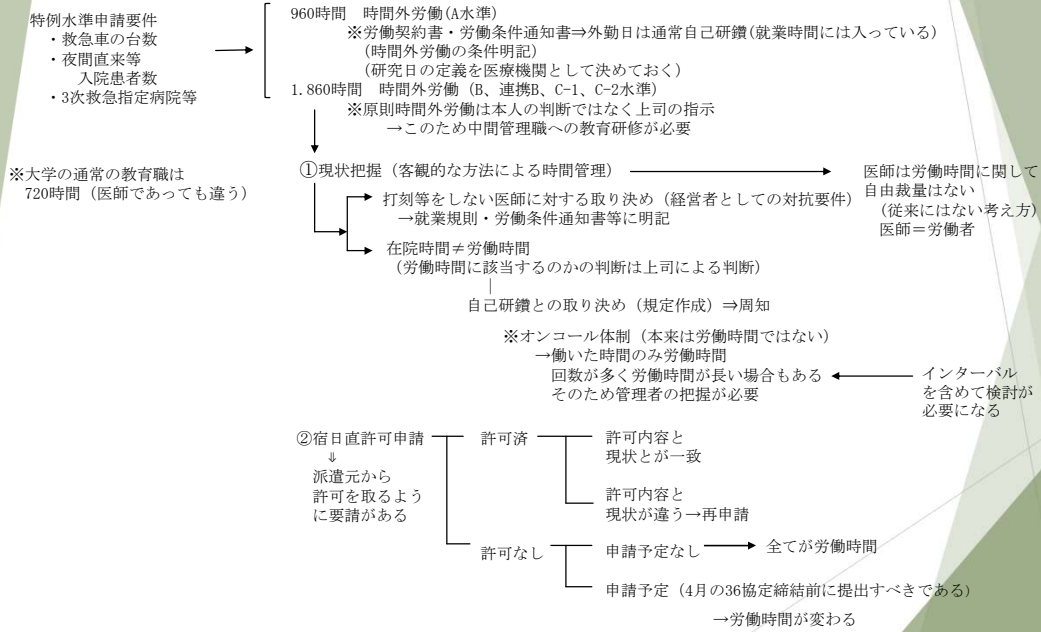 特例水準申請要件
・救急車の台数
・夜間直来等
入院患者数
・3次救急指定病院等
960時間　時間外労働(A水準)
※労働契約書・労働条件通知書⇒外勤日は通常自己研鑽(就業時間には入っている)
(時間外労働の条件明記)
(研究日の定義を医療機関として決めておく)
1.860時間　時間外労働（B、連携B、C-1、C-2水準）
※原則時間外労働は本人の判断ではなく上司の指示
→このため中間管理職への教育研修が必要
※大学の通常の教育職は
720時間（医師であっても違う）
①現状把握（客観的な方法による時間管理）
医師は労働時間に関して
自由裁量はない
(従来にはない考え方)
医師＝労働者
打刻等をしない医師に対する取り決め（経営者としての対抗要件）
→就業規則・労働条件通知書等に明記
在院時間≠労働時間
（労働時間に該当するのかの判断は上司による判断）
自己研鑽との取り決め（規定作成）⇒周知
※オンコール体制（本来は労働時間ではない）
→働いた時間のみ労働時間
回数が多く労働時間が長い場合もある
そのため管理者の把握が必要
インターバル
を含めて検討が
必要になる
②宿日直許可申請
⇓
派遣元から
許可を取るよう
に要請がある
許可済
許可内容と
現状とが一致
許可内容と
現状が違う→再申請
許可なし
申請予定なし
全てが労働時間
申請予定（4月の36協定締結前に提出すべきである）
→労働時間が変わる